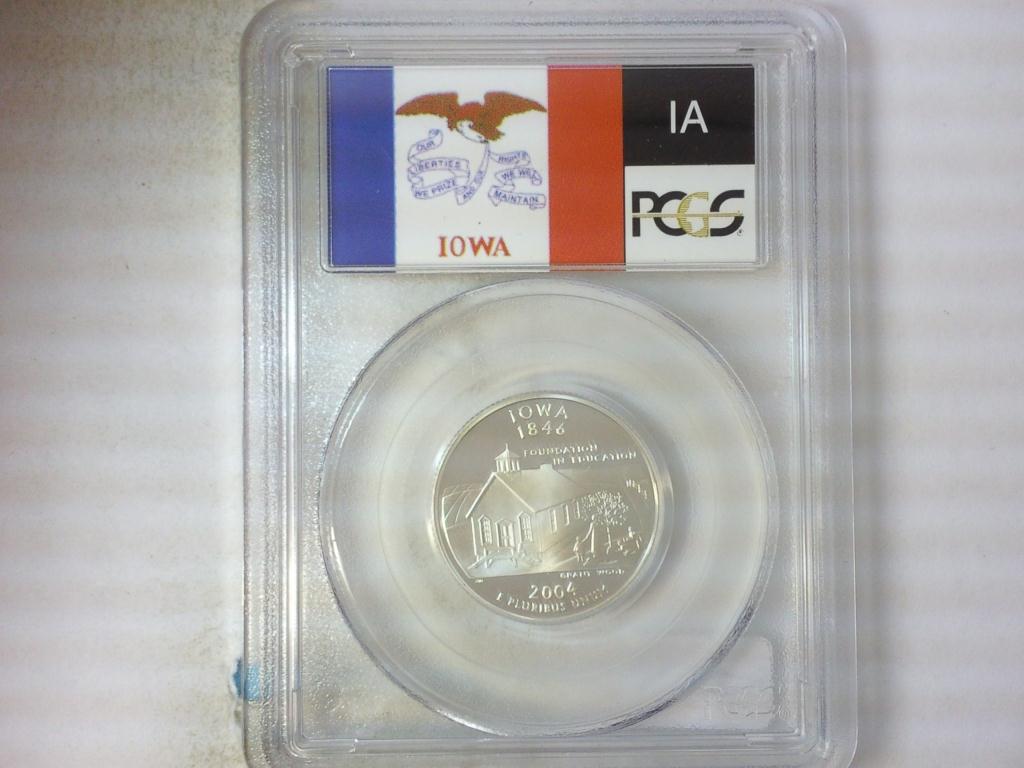 OUR
LIBERTIES
WE PRIZE
AND OUR
RIGHTS
WE WILL
MAINTAIN
IOWA
IA
PCGS
IOWA
1846
FOUNDATION
IN EDUCATION
GRANT WOOD
2004
E PLURIBUS UNUM
PCGS